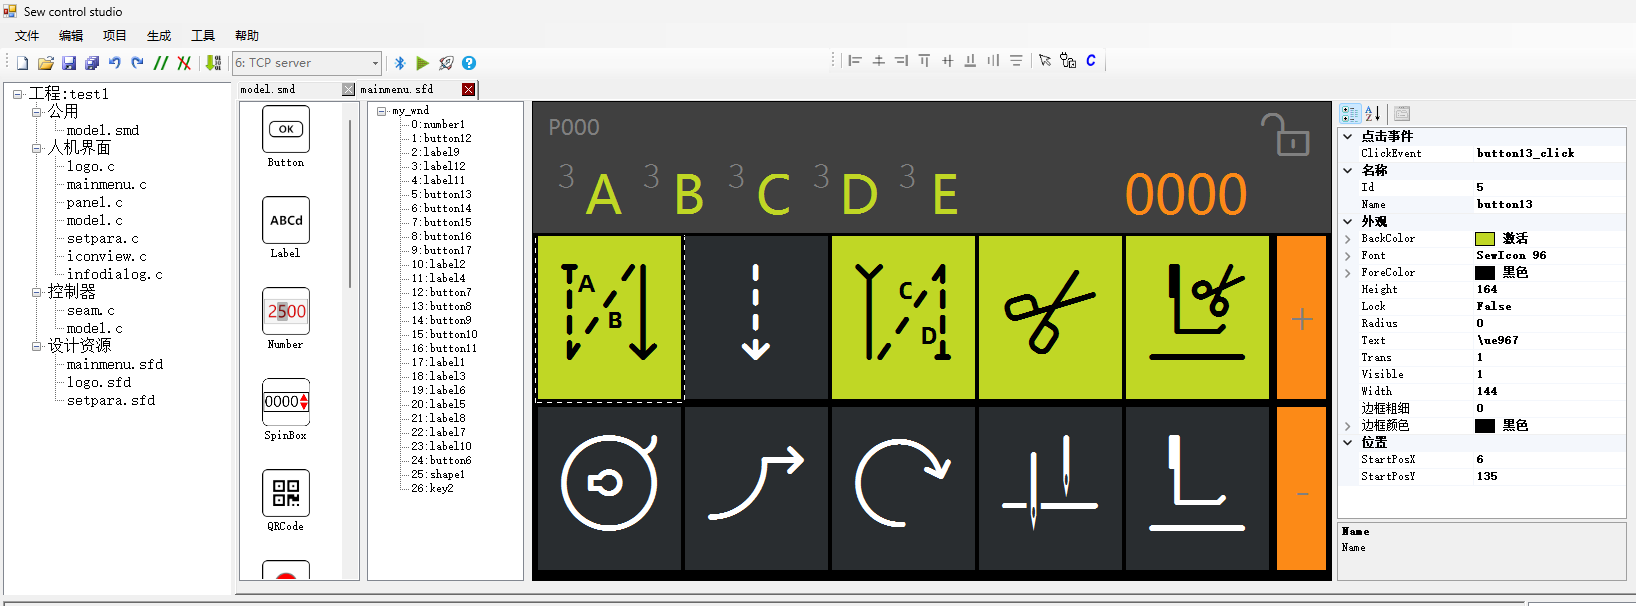 Sew control studio
文件 编辑 项目 生成 工具 帮助
6: TCP server
C
工程:test1
公用
model.smd
人机界面
logo.c
mainmenu.c
panel.c
model.c
setpara.c
iconview.c
infodialog.c
控制器
seam.c
model.c
设计资源
mainmenu.sfd
logo.sfd
setpara.sfd
model.smd
mainmenu.sfd
OK
Button
ABCd
Label
2500
Number
0000
SpinBox
QRCode
my_wnd
0:number1
1:button12
2:label9
3:label12
4:label11
5:button13
6:button14
7:button15
8:button16
9:button17
10:label2
11:label4
12:button7
13:button8
14:button9
15:button10
16:button11
17:label1
18:label3
19:label6
20:label5
21:label8
22:label7
23:label10
24:button6
25:shape1
26:key2
P000
3 A 3 B 3 C 3 D 3 E 0000
A
B
C
D
+
-
点击事件
ClickEvent button13_click
名称
Id 5
Name button13
外观
BackColor 激活
Font SewIcon 96
ForeColor 黑色
Height 164
Lock False
Radius 0
Text \ue967
Trans 1
Visible 1
Width 144
边框粗细 0
边框颜色 黑色
位置
StartPosX 6
StartPosY 135
Name
Name